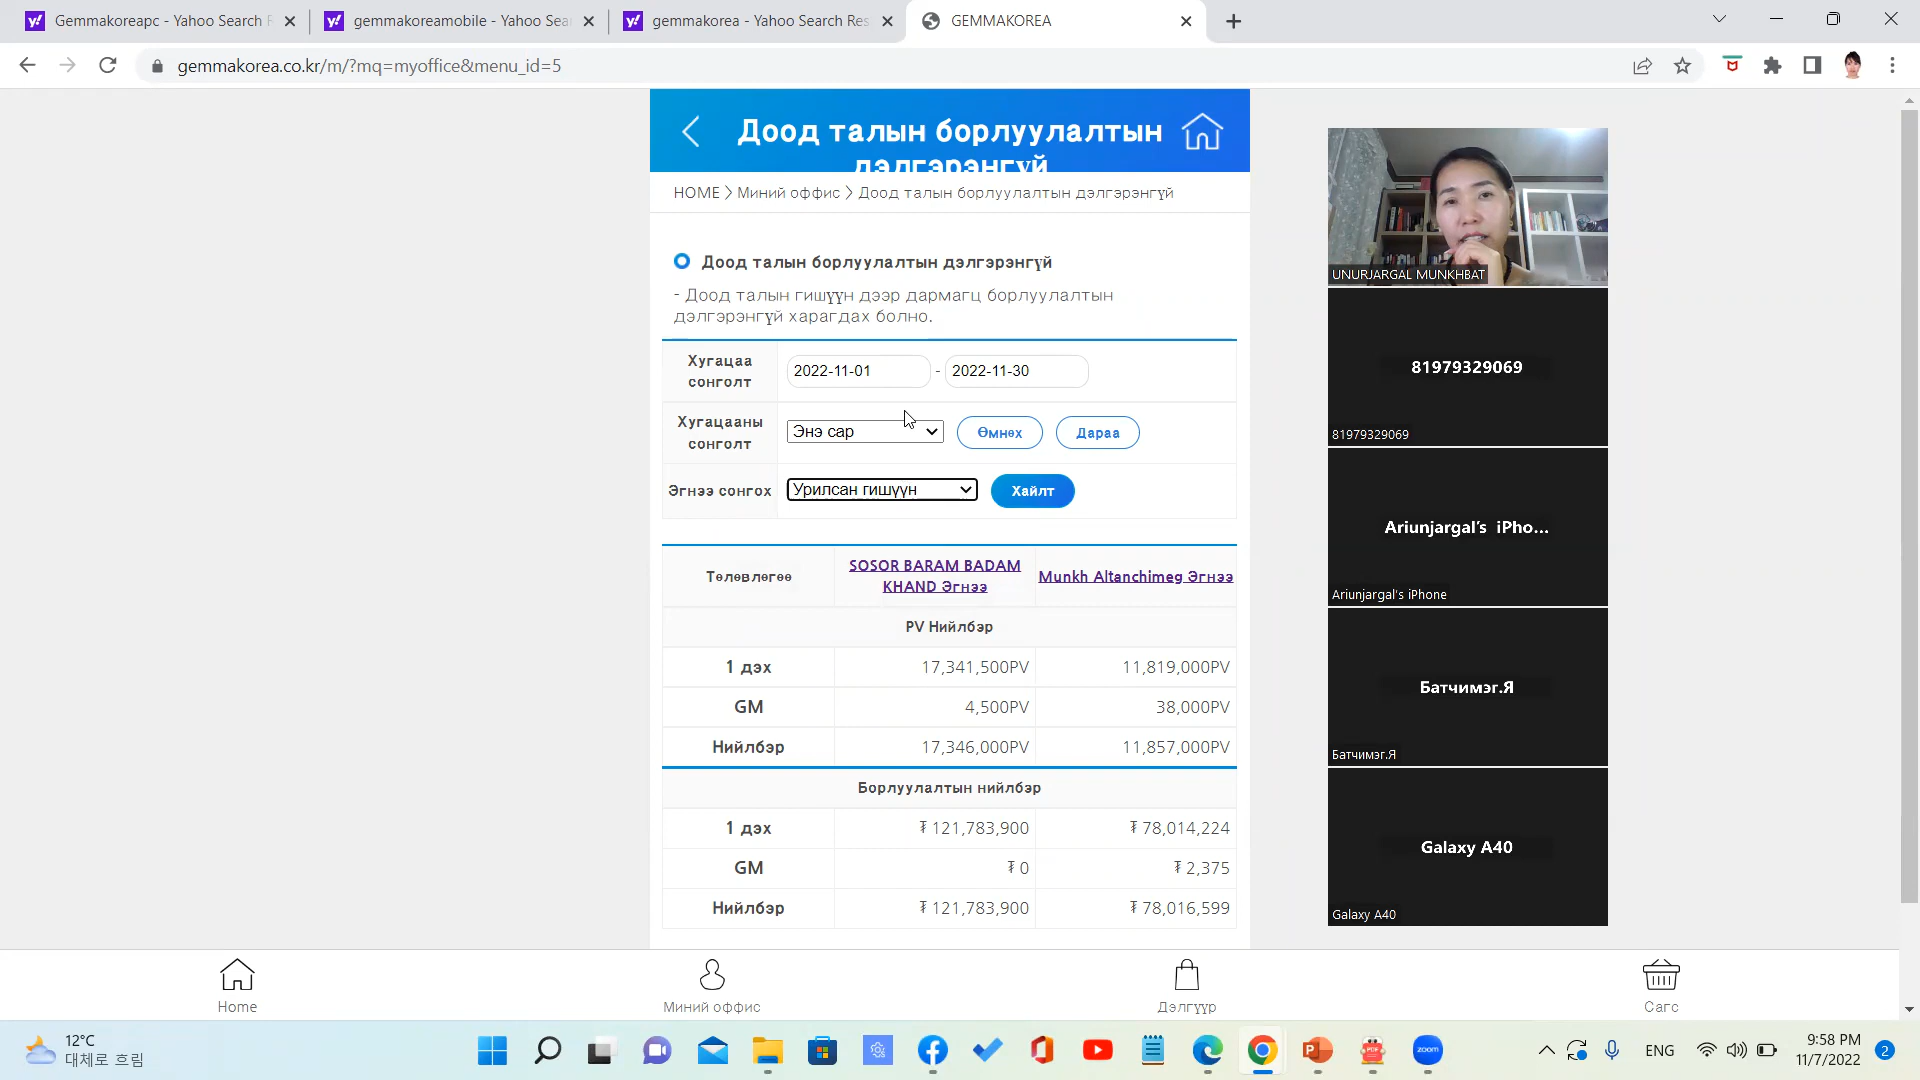 Gemmakoreapc - Yahoo Search R
gemmakoreamobile - Yahoo Sea
gemmakorea - Yahoo Search Res
GEMMAKOREA
gemmakorea.co.kr/m/?mq=myoffice&menu_id=5
Доод талын борлуулалтын
дэлгэрэнгүй
HOME > Миний оффис > Доод талын борлуулалтын дэлгэрэнгүй
Доод талын борлуулалтын дэлгэрэнгүй
- Доод талын гишүүн дээр дармагц борлуулалтын
дэлгэрэнгүй харагдах болно.
Хугацаа
сонголт
2022-11-01 - 2022-11-30
Хугацааны
сонголт
Энэ сар Өмнөх Дараа
Эгнээ сонгох Урилсан гишүүн Хайлт
Төлөвлөгөө
SOSOR BARAM BADAM
KHAND Эгнээ
Munkh Altanchimeg Эгнээ
PV Нийлбэр
1 дэх 17,341,500PV 11,819,000PV
GM 4,500PV 38,000PV
Нийлбэр 17,346,000PV 11,857,000PV
Борлуулалтын нийлбэр
1 дэх ₮ 121,783,900 ₮ 78,014,224
GM ₮ 0 ₮ 2,375
Нийлбэр ₮ 121,783,900 ₮ 78,016,599
UNURJARGAL MUNKHBAT
81979329069
81979329069
Ariunjargal's iPho...
Ariunjargal's iPhone
Батчимэг.Я
Батчимэг.Я
Galaxy A40
Galaxy A40
Home Миний оффис Дэлгүүр Сагс
12°C
대체로 흐림
zoom
ENG
9:58 PM
11/7/2022
2